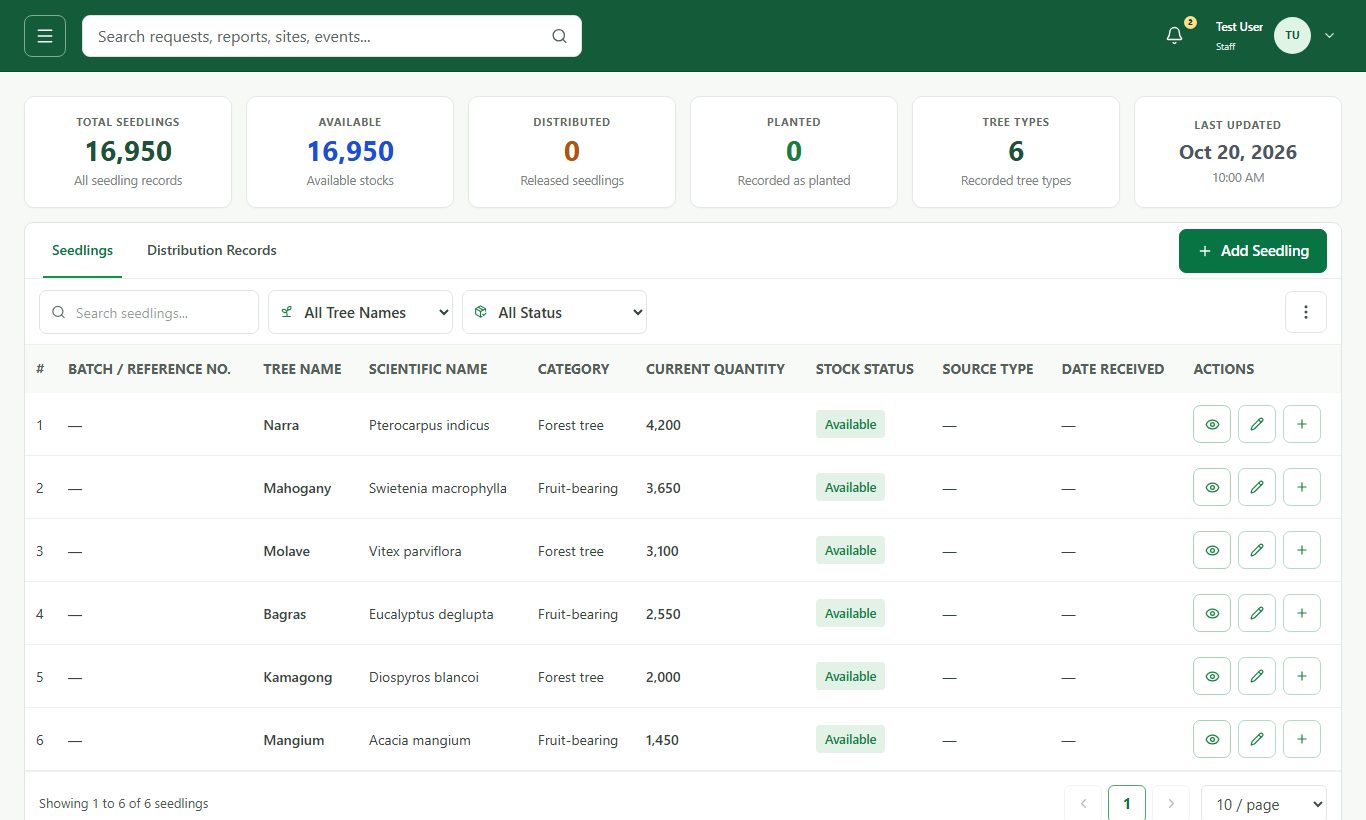 Search requests, reports, sites, events...
2
Test User
Staff
TU
TOTAL SEEDLINGS
16,950
All seedling records
AVAILABLE
16,950
Available stocks
DISTRIBUTED
0
Released seedlings
PLANTED
0
Recorded as planted
TREE TYPES
6
Recorded tree types
LAST UPDATED
Oct 20, 2026
10:00 AM
Seedlings
Distribution Records
+ Add Seedling
Search seedlings...
All Tree Names
All Status
# BATCH / REFERENCE NO. TREE NAME SCIENTIFIC NAME CATEGORY CURRENT QUANTITY STOCK STATUS SOURCE TYPE DATE RECEIVED ACTIONS
1 — Narra Pterocarpus indicus Forest tree 4,200 Available — — +
2 — Mahogany Swietenia macrophylla Fruit-bearing 3,650 Available — — +
3 — Molave Vitex parviflora Forest tree 3,100 Available — — +
4 — Bagras Eucalyptus deglupta Fruit-bearing 2,550 Available — — +
5 — Kamagong Diospyros blancoi Forest tree 2,000 Available — — +
6 — Mangium Acacia mangium Fruit-bearing 1,450 Available — — +
Showing 1 to 6 of 6 seedlings
< 1 > 10 / page